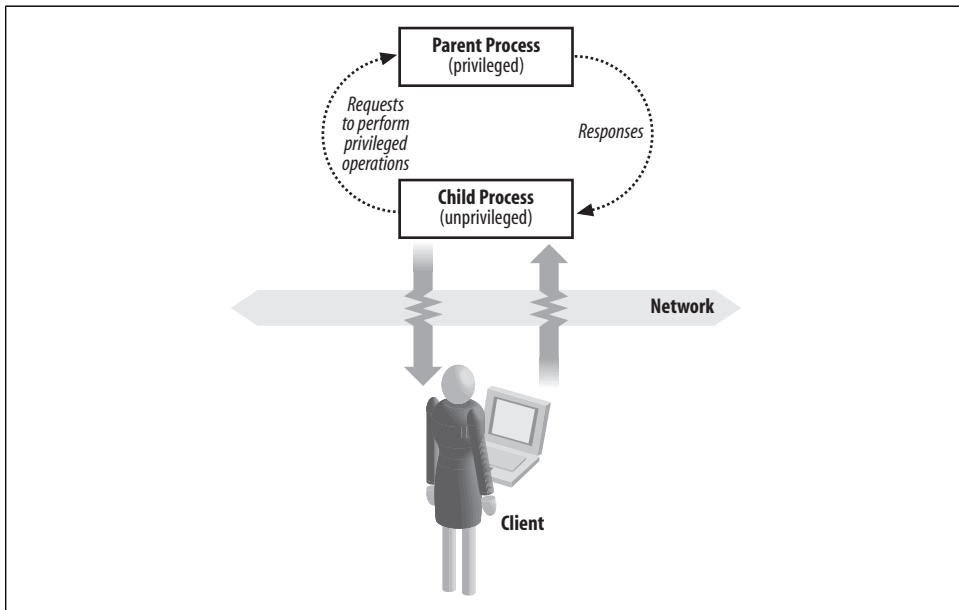 Parent Process
(privileged)
Requests
to perform
privileged
operations
Responses
Child Process
(unprivileged)
Network
Client